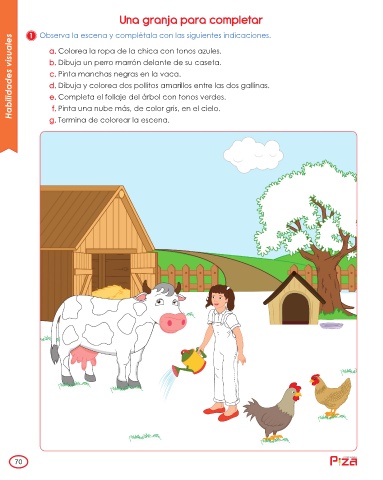 Una granja para completar
1 Observa la escena y complétala con las siguientes indicaciones.
a. Colorea la ropa de la chica con tonos azules.
b. Dibuja un perro marrón delante de su caseta.
c. Pinta manchas negras en la vaca.
d. Dibuja y colorea dos pollitos amarillos entre las dos gallinas.
e. Completa el follaje del árbol con tonos verdes.
f. Pinta una nube más, de color gris, en el cielo.
g. Termina de colorear la escena.
Habilidades visuales
70